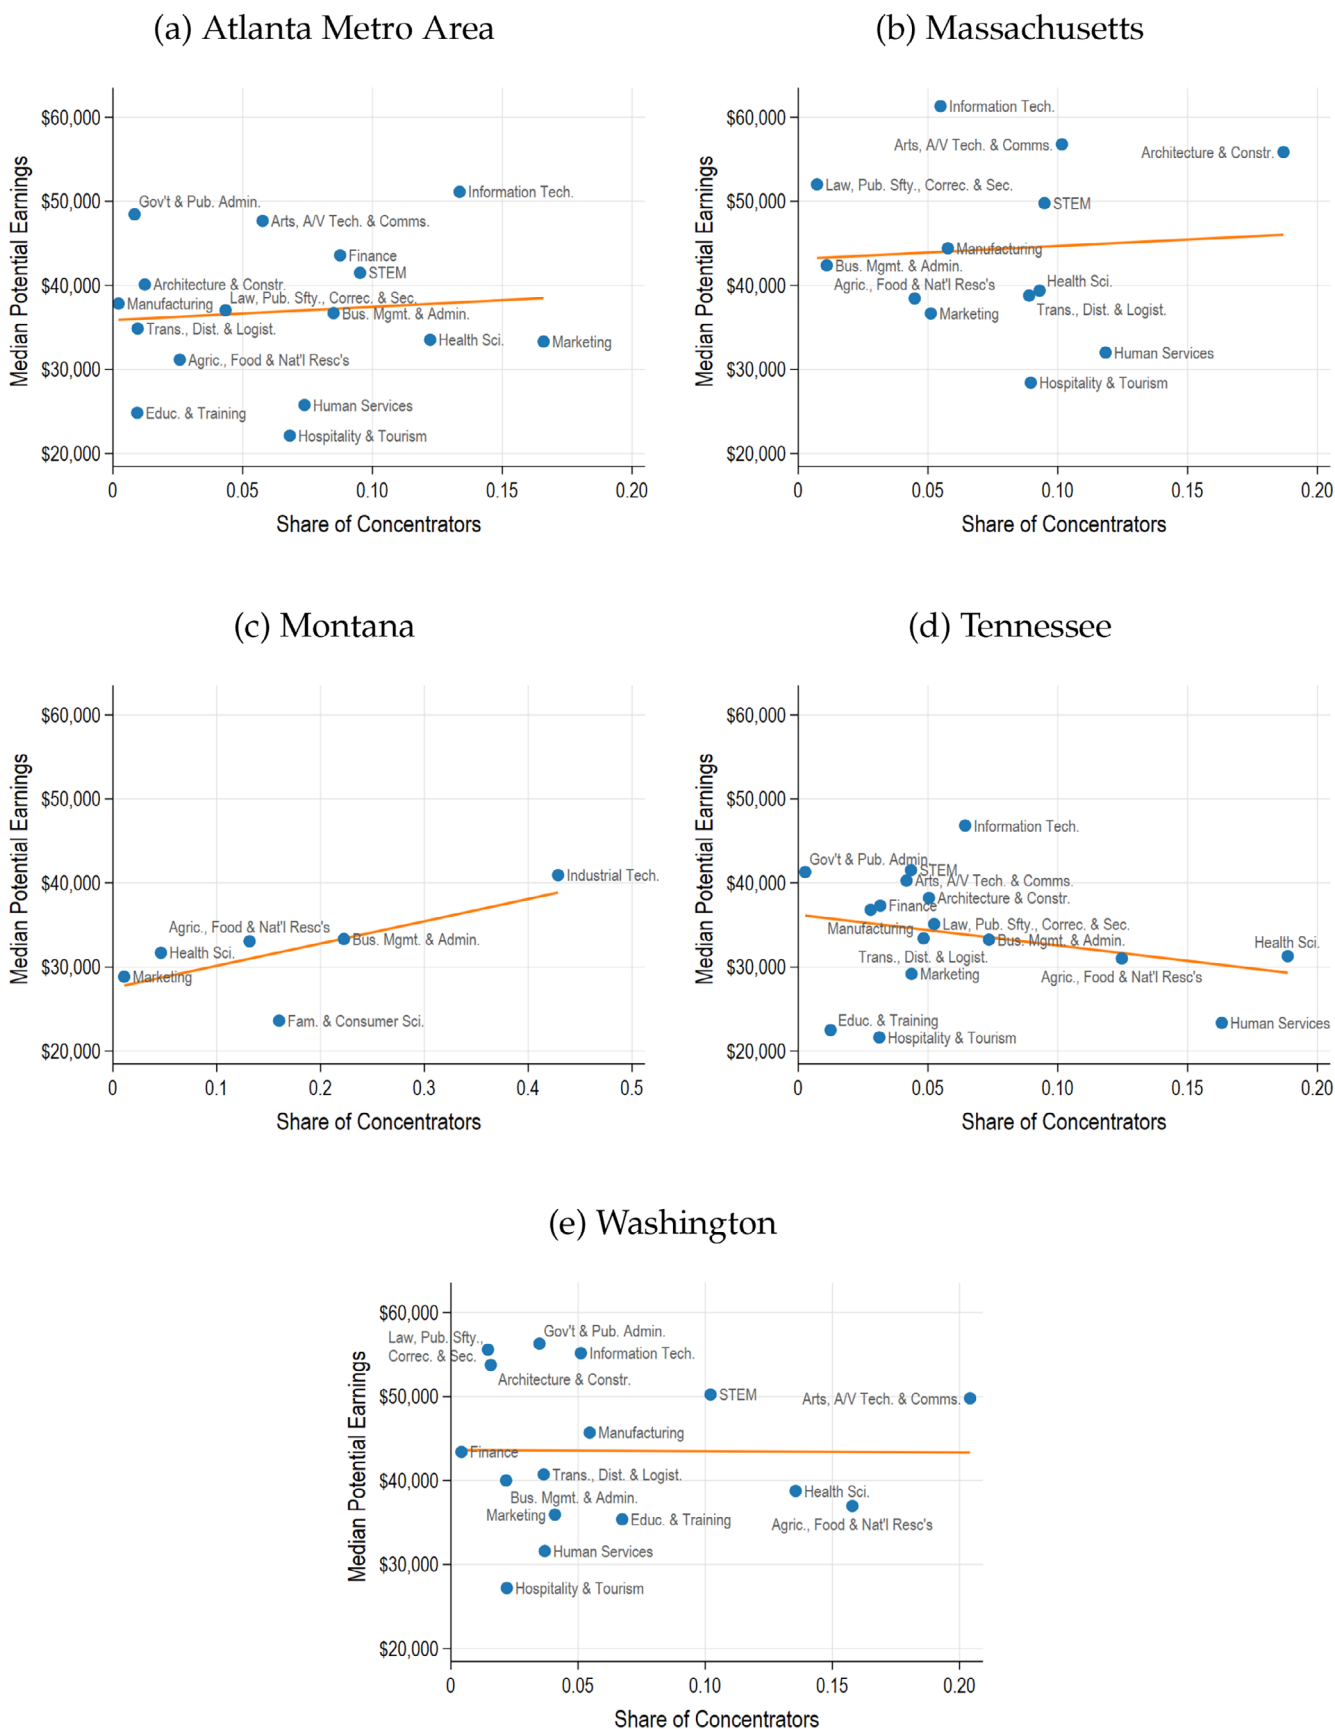 (a) Atlanta Metro Area
Median Potential Earnings
$60,000
$50,000
$40,000
$30,000
$20,000
Information Tech.
Gov't & Pub. Admin.
Arts, A/V Tech. & Comms.
Finance
STEM
Architecture & Constr.
Law, Pub. Sfty., Correc. & Sec.
Manufacturing
Bus. Mgmt. & Admin.
Trans., Dist. & Logist.
Health Sci.
Marketing
Agric., Food & Nat'l Resc's
Human Services
Educ. & Training
Hospitality & Tourism
0
0.05
0.10
0.15
0.20
Share of Concentrators
(b) Massachusetts
Median Potential Earnings
$60,000
$50,000
$40,000
$30,000
$20,000
Information Tech.
Arts, A/V Tech. & Comms.
Architecture & Constr.
Law, Pub. Sfty., Correc. & Sec.
STEM
Manufacturing
Bus. Mgmt. & Admin.
Health Sci.
Agric., Food & Nat'l Resc's
Trans., Dist. & Logist.
Marketing
Human Services
Hospitality & Tourism
0
0.05
0.10
0.15
0.20
Share of Concentrators
(c) Montana
Median Potential Earnings
$60,000
$50,000
$40,000
$30,000
$20,000
Industrial Tech.
Agric., Food & Nat'l Resc's
Bus. Mgmt. & Admin.
Health Sci.
Marketing
Fam. & Consumer Sci.
0
0.1
0.2
0.3
0.4
0.5
Share of Concentrators
(d) Tennessee
Median Potential Earnings
$60,000
$50,000
$40,000
$30,000
$20,000
Information Tech.
Gov't & Pub. Admin.
STEM
Arts, A/V Tech. & Comms.
Architecture & Constr.
Finance
Law, Pub. Sfty., Correc. & Sec.
Manufacturing
Bus. Mgmt. & Admin.
Health Sci.
Trans., Dist. & Logist.
Marketing
Agric., Food & Nat'l Resc's
Educ. & Training
Human Services
Hospitality & Tourism
0
0.05
0.10
0.15
0.20
Share of Concentrators
(e) Washington
Median Potential Earnings
$60,000
$50,000
$40,000
$30,000
$20,000
Gov't & Pub. Admin.
Law, Pub. Sfty.,
Correc. & Sec.
Information Tech.
Architecture & Constr.
STEM
Arts, A/V Tech. & Comms.
Manufacturing
Finance
Trans., Dist. & Logist.
Health Sci.
Bus. Mgmt. & Admin.
Marketing
Educ. & Training
Agric., Food & Nat'l Resc's
Human Services
Hospitality & Tourism
0
0.05
0.10
0.15
0.20
Share of Concentrators